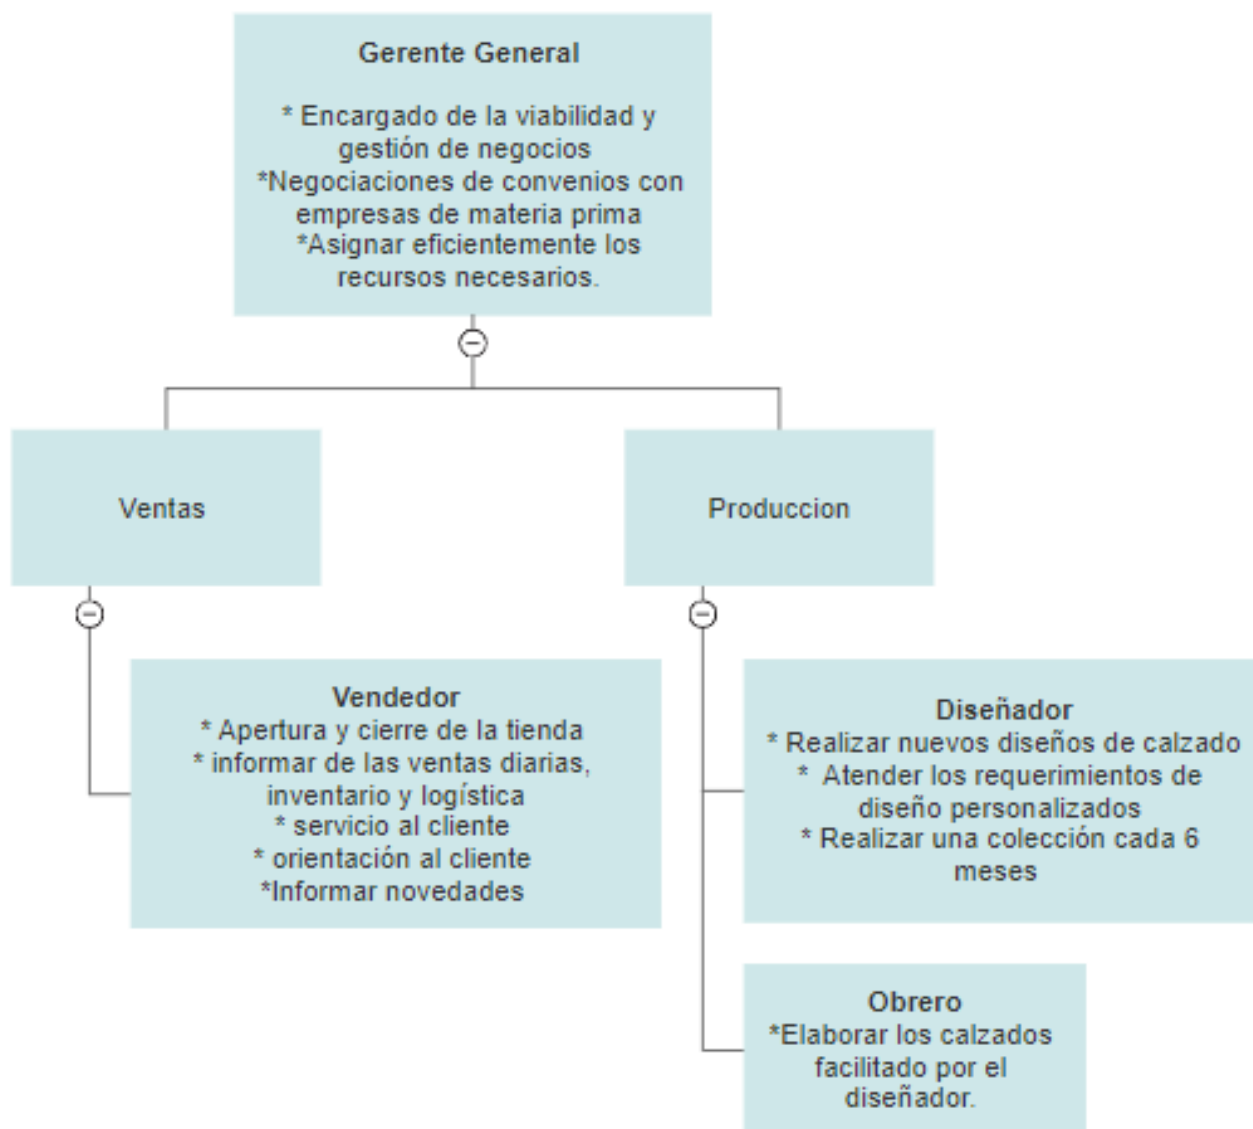 Gerente General
* Encargado de la viabilidad y
gestión de negocios
*Negociaciones de convenios con
empresas de materia prima
*Asignar eficientemente los
recursos necesarios.
Ventas
Produccion
Vendedor
* Apertura y cierre de la tienda
* informar de las ventas diarias,
inventario y logística
* servicio al cliente
* orientación al cliente
*Informar novedades
Diseñador
* Realizar nuevos diseños de calzado
* Atender los requerimientos de
diseño personalizados
* Realizar una colección cada 6
meses
Obrero
*Elaborar los calzados
facilitado por el
diseñador.